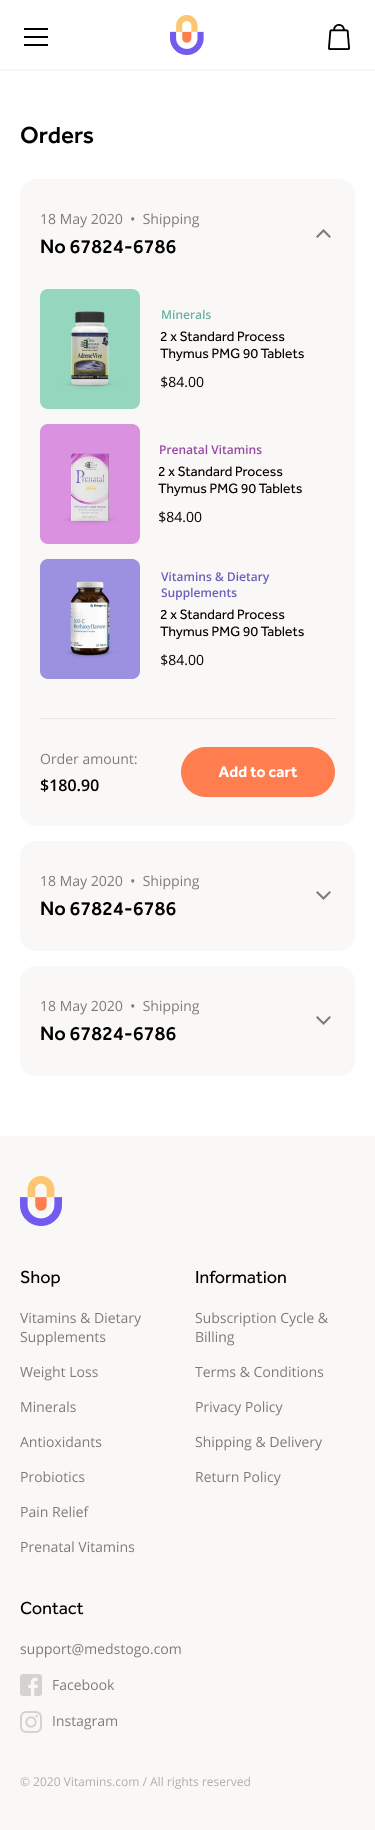 Orders
18 May 2020 • Shipping
No 67824-6786
Minerals
2 x Standard Process
Thymus PMG 90 Tablets
$84.00
AdreneVive
Prenatal Vitamins
2 x Standard Process
Thymus PMG 90 Tablets
$84.00
Prenatal
Vitamins & Dietary
Supplements
2 x Standard Process
Thymus PMG 90 Tablets
$84.00
Order amount:
$180.90
Add to cart
18 May 2020 • Shipping
No 67824-6786
18 May 2020 • Shipping
No 67824-6786
Shop
Vitamins & Dietary
Supplements
Weight Loss
Minerals
Antioxidants
Probiotics
Pain Relief
Prenatal Vitamins
Information
Subscription Cycle &
Billing
Terms & Conditions
Privacy Policy
Shipping & Delivery
Return Policy
Contact
support@medstogo.com
Facebook
Instagram
© 2020 Vitamins.com / All rights reserved